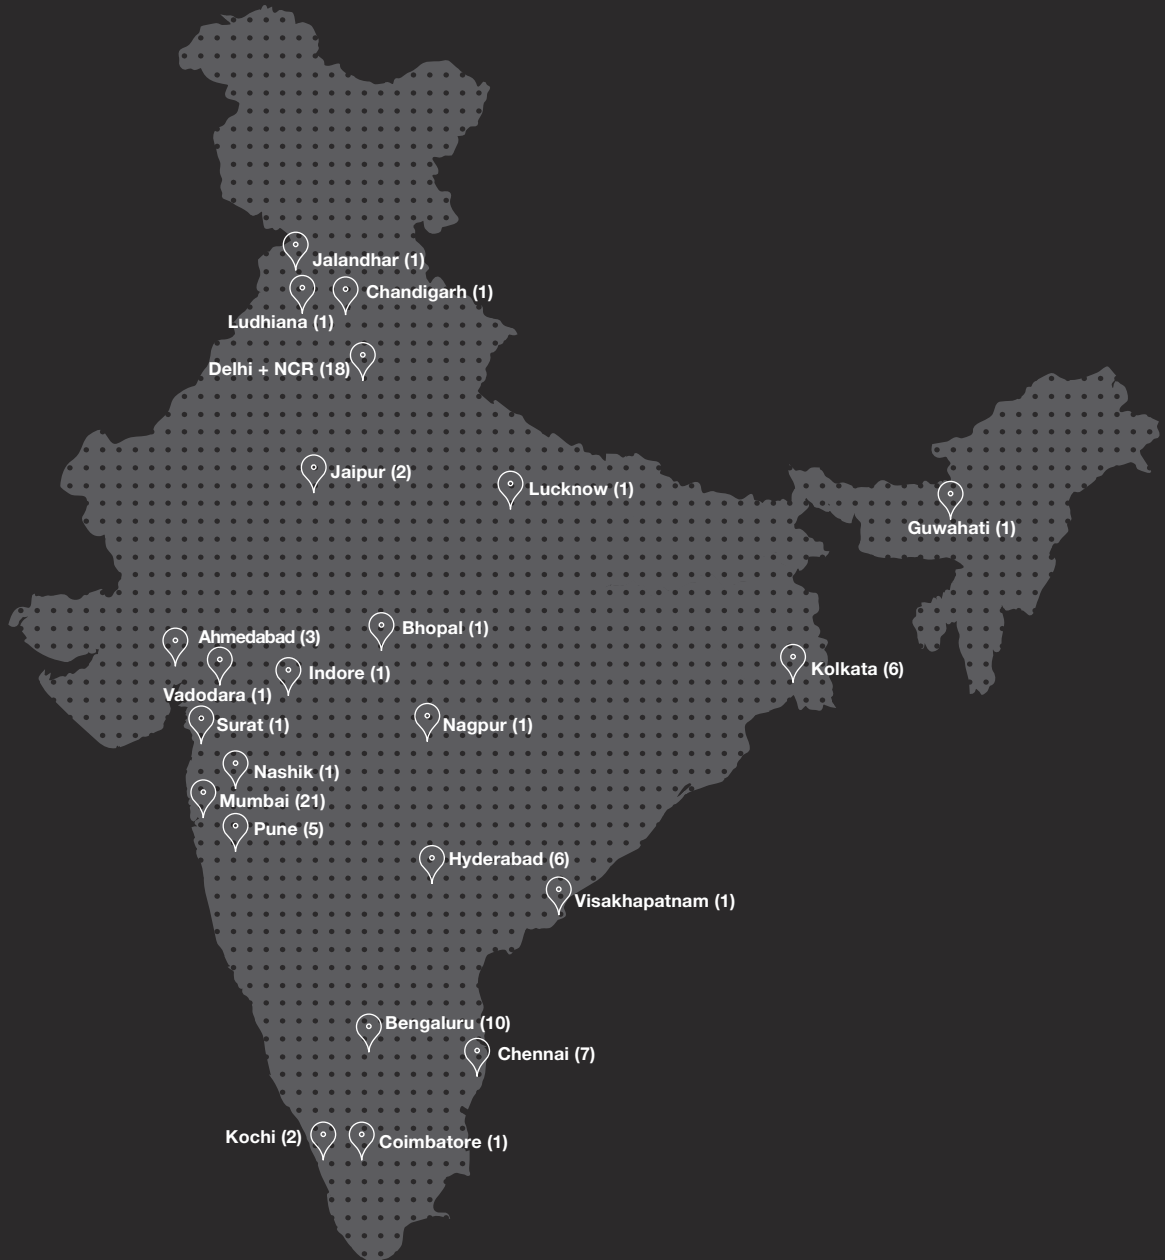 Jalandhar (1)
Chandigarh (1)
Ludhiana (1)
Delhi + NCR (18)
Jaipur (2)
Lucknow (1)
Guwahati (1)
Bhopal (1)
Ahmedabad (3)
Kolkata (6)
Indore (1)
Vadodara (1)
Surat (1)
Nagpur (1)
Nashik (1)
Mumbai (21)
Pune (5)
Hyderabad (6)
Visakhapatnam (1)
Bengaluru (10)
Chennai (7)
Kochi (2)
Coimbatore (1)